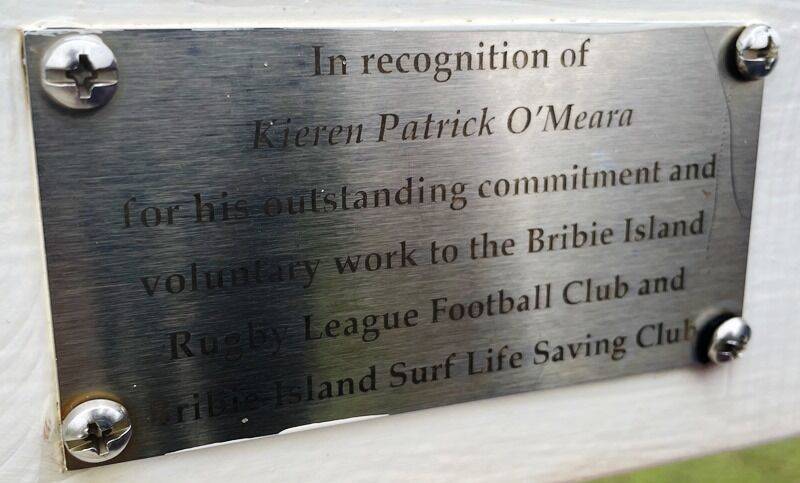 In recognition of
Kieren Patrick O'Meara
for his outstanding commitment and
voluntary work to the Bribie Island
Rugby League Football Club and
Bribie Island Surf Life Saving Club